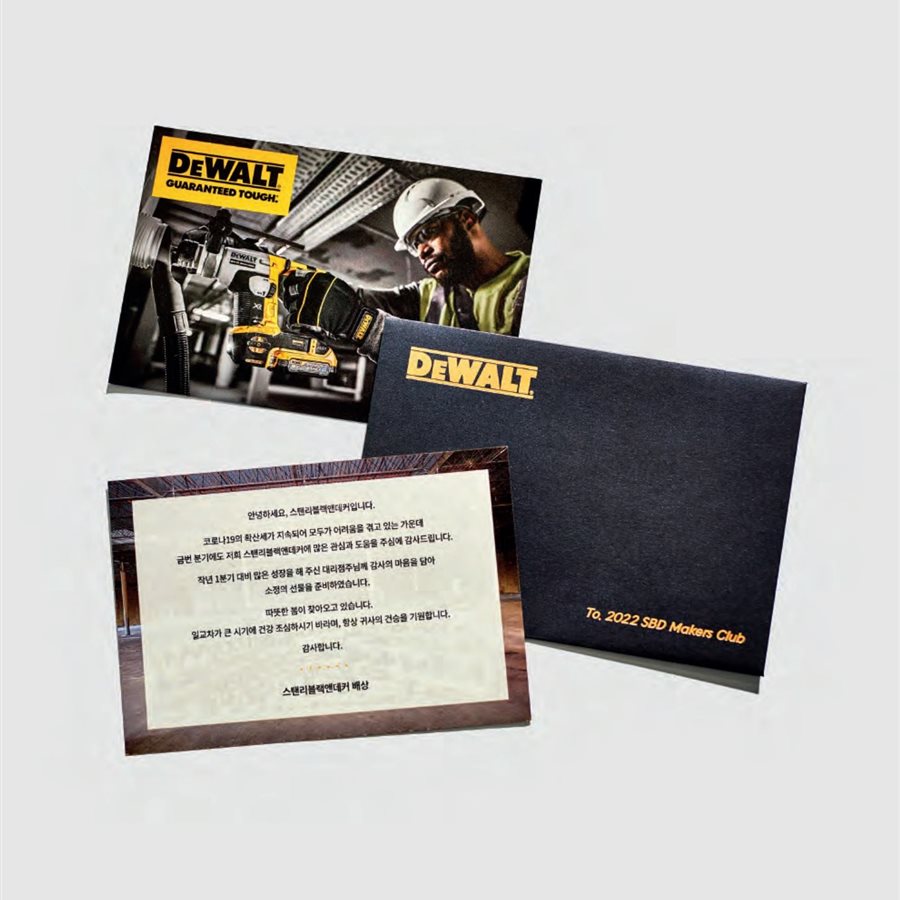 DEWALT
GUARANTEED TOUGH.
DEWALT
XR
DEWALT
DEWALT
To. 2022 SBD Makers Club
안녕하세요, 스탠리블랙앤데커입니다.
코로나19의 확산세가 지속되어 모두가 어려움을 겪고 있는 가운데
금번 분기에도 저희 스탠리블랙앤데커에 많은 관심과 도움을 주심에 감사드립니다.
작년 1분기 대비 많은 성장을 해 주신 대리점주님께 감사의 마음을 담아
소정의 선물을 준비하였습니다.
따뜻한 봄이 찾아오고 있습니다.
일교차가 큰 시기에 건강 조심하시기 바라며, 항상 귀사의 건승을 기원합니다.
감사합니다.
스탠리블랙앤데커 배상